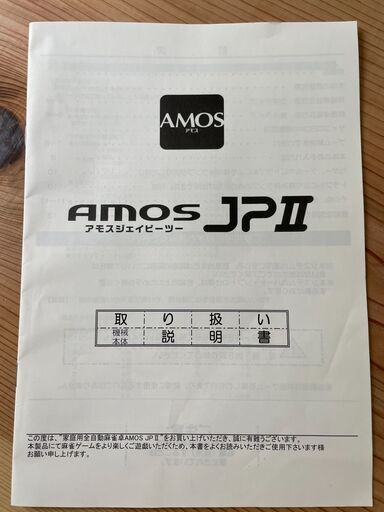 AMOS
アモス
AMOS JPII
アモスジェイピーツー
取り扱い
機械本体 説明書
この度は、"家庭用全自動麻雀卓AMOS JPⅡ"をお買い上げいただき、誠に有難うございます。
本製品にて麻雀ゲームをより楽しくご遊戯いただくため、本書をよくお読みいただきご使用下さいます様
お願い申し上げます。